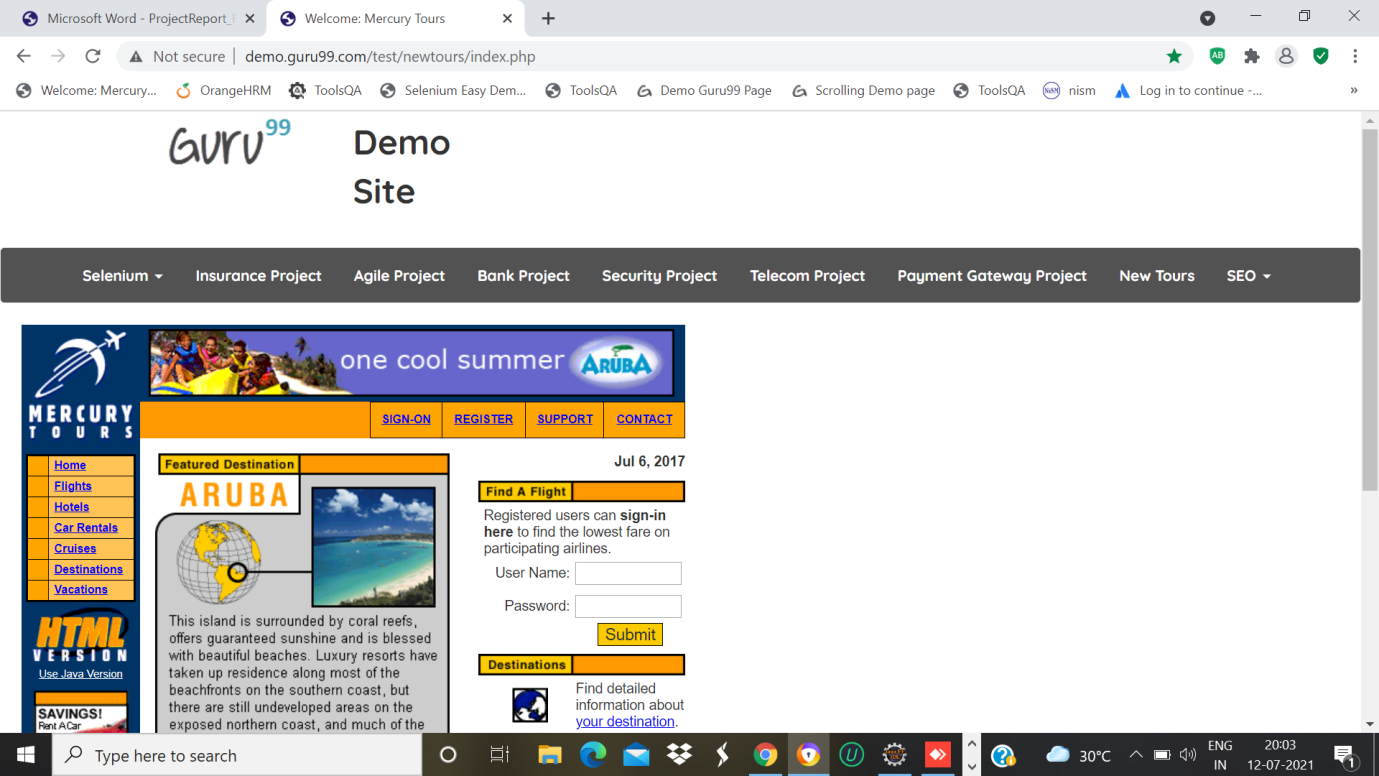 Microsoft Word - ProjectReport_
Welcome: Mercury Tours
Not secure
demo.guru99.com/test/newtours/index.php
Welcome: Mercury...
OrangeHRM
ToolsQA
Selenium Easy Dem...
ToolsQA
Demo Guru99 Page
Scrolling Demo page
ToolsQA
nism
Log in to continue -...
GURU99
Demo
Site
Selenium
Insurance Project
Agile Project
Bank Project
Security Project
Telecom Project
Payment Gateway Project
New Tours
SEO
MERCURY
TOURS
one cool summer
ARUBA
SIGN-ON
REGISTER
SUPPORT
CONTACT
Home
Flights
Hotels
Car Rentals
Cruises
Destinations
Vacations
HTML
VERSION
Use Java Version
SAVINGS!
Rent A Car
Featured Destination
ARUBA
This island is surrounded by coral reefs,
offers guaranteed sunshine and is blessed
with beautiful beaches. Luxury resorts have
taken up residence along most of the
beachfronts on the southern coast, but
there are still undeveloped areas on the
exposed northern coast, and much of the
Jul 6, 2017
Find A Flight
Registered users can sign-in
here to find the lowest fare on
participating airlines.
User Name:
Password:
Submit
Destinations
Find detailed
information about
your destination.
Type here to search
30°C
ENG
IN
20:03
12-07-2021
1